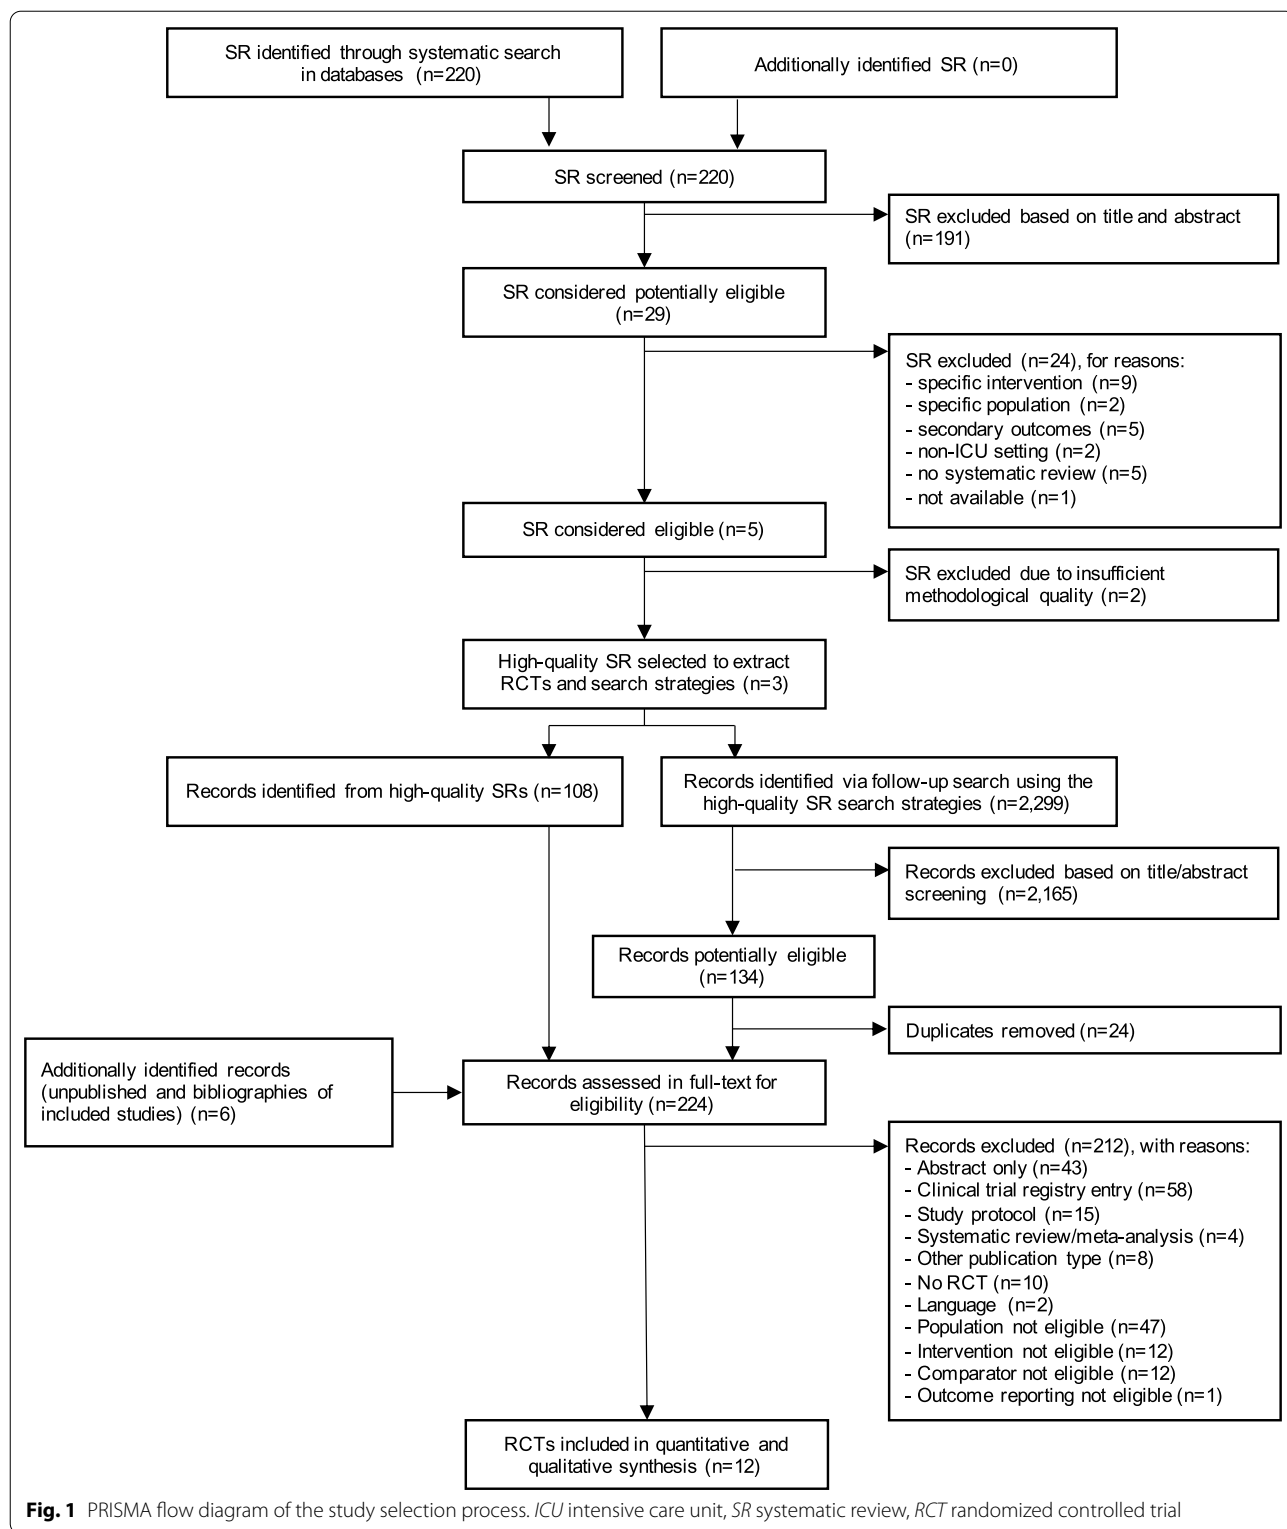 SR identified through systematic search
in databases (n=220)
Additionally identified SR (n=0)
SR screened (n=220)
SR excluded based on title and abstract
(n=191)
SR considered potentially eligible
(n=29)
SR excluded (n=24), for reasons:
- specific intervention (n=9)
- specific population (n=2)
- secondary outcomes (n=5)
- non-ICU setting (n=2)
- no systematic review (n=5)
- not available (n=1)
SR considered eligible (n=5)
SR excluded due to insufficient
methodological quality (n=2)
High-quality SR selected to extract
RCTs and search strategies (n=3)
Records identified from high-quality SRs (n=108)
Records identified via follow-up search using the
high-quality SR search strategies (n=2,299)
Records excluded based on title/abstract
screening (n=2,165)
Records potentially eligible
(n=134)
Duplicates removed (n=24)
Additionally identified records
(unpublished and bibliographies of
included studies) (n=6)
Records assessed in full-text for
eligibility (n=224)
Records excluded (n=212), with reasons:
- Abstract only (n=43)
- Clinical trial registry entry (n=58)
- Study protocol (n=15)
- Systematic review/meta-analysis (n=4)
- Other publication type (n=8)
- No RCT (n=10)
- Language (n=2)
- Population not eligible (n=47)
- Intervention not eligible (n=12)
- Comparator not eligible (n=12)
- Outcome reporting not eligible (n=1)
RCTs included in quantitative and
qualitative synthesis (n=12)
Fig. 1 PRISMA flow diagram of the study selection process. ICU intensive care unit, SR systematic review, RCT randomized controlled trial